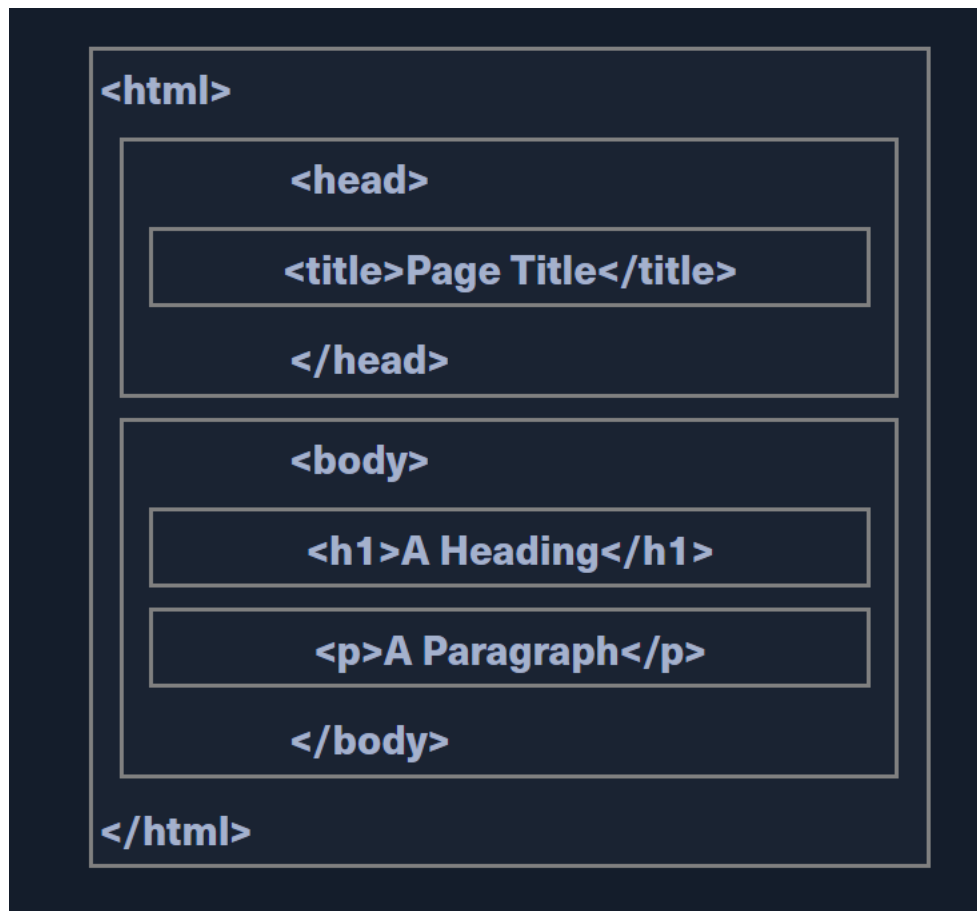 <html>
<head>
<title>Page Title</title>
</head>
<body>
<h1>A Heading</h1>
<p>A Paragraph</p>
</body>
</html>